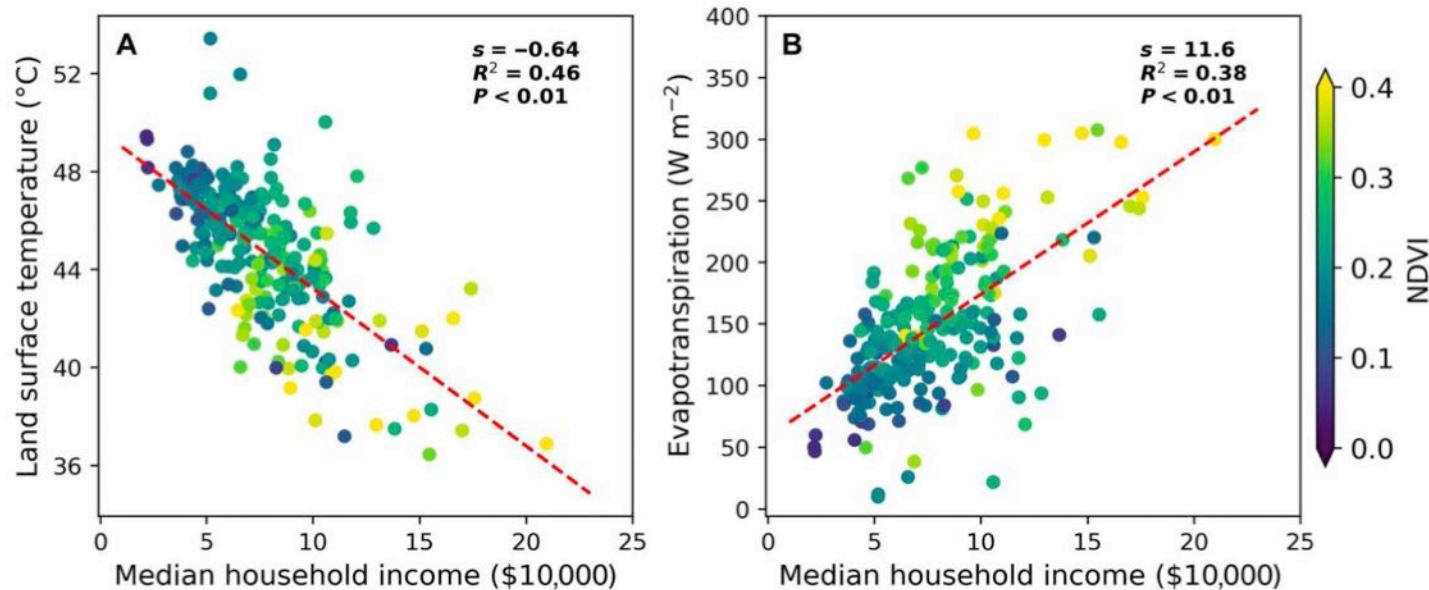 A
s = −0.64
R² = 0.46
P < 0.01
52
48
44
40
36
Land surface temperature (°C)
0 5 10 15 20 25
Median household income ($10,000)
B
s = 11.6
R² = 0.38
P < 0.01
400
350
300
250
200
150
100
50
0
Evapotranspiration (W m⁻²)
0 5 10 15 20 25
Median household income ($10,000)
0.4
0.3
0.2
0.10
0.0
NDVI